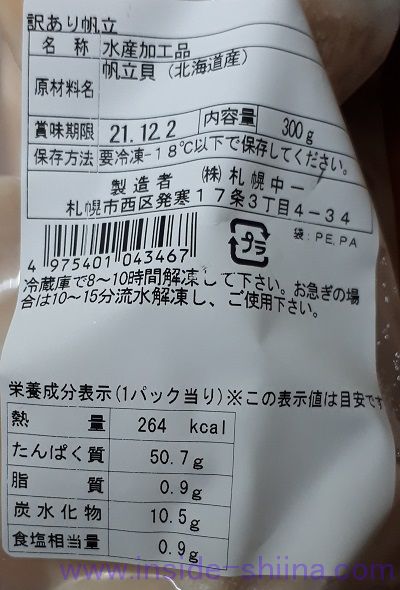 訳あり帆立
名 称 水産加工品
原材料名 帆立貝(北海道産)
賞味期限 21.12.2 内容量 300g
保存方法 要冷凍-18℃以下で保存してください。
製造者 (株)札幌中一
札幌市西区発寒17条3丁目4-34
プラ 袋:PE,PA
4 975401 043467
冷蔵庫で8~10時間解凍して下さい。お急ぎの場
合は10~15分流水解凍し、ご使用下さい。
栄養成分表示(1パック当り)※この表示値は目安です
熱 量 264 kcal
たんぱく質 50.7g
脂 質 0.9g
炭水化物 10.5g
食塩相当量 0.9g
www.inside-shiina.com